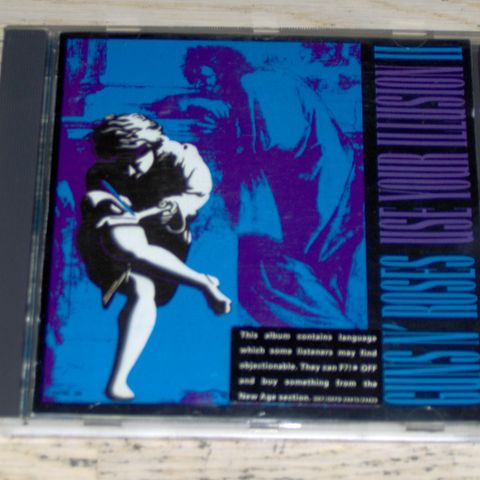 GUNS N' ROSES USE YOUR ILLUSION II
This album contains language
which some listeners may find
objectionable. They can F?!* OFF
and buy something from the
New Age section.